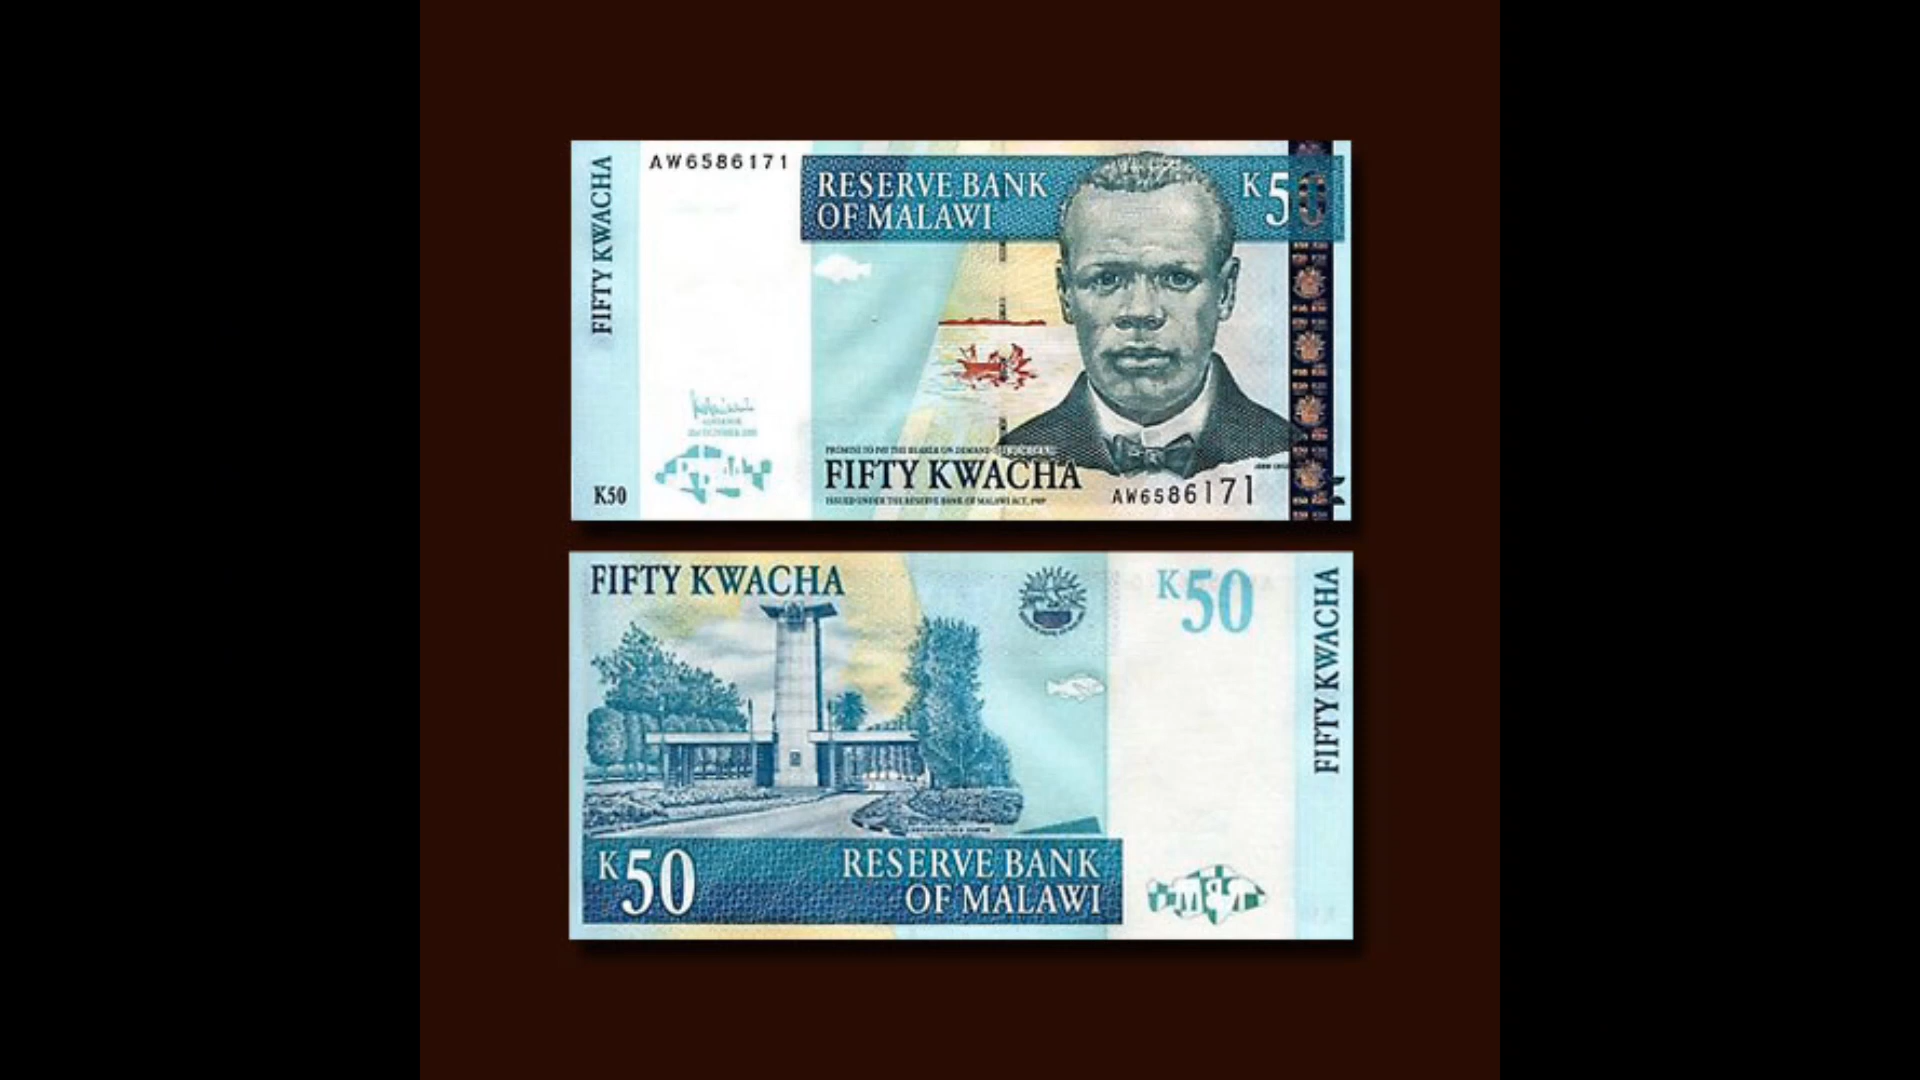 FIFTY KWACHA
AW6586171
RESERVE BANK
OF MALAWI
K50
FIFTY KWACHA
K50
AW6586171
FIFTY KWACHA
K50
FIFTY KWACHA
K50
RESERVE BANK
OF MALAWI